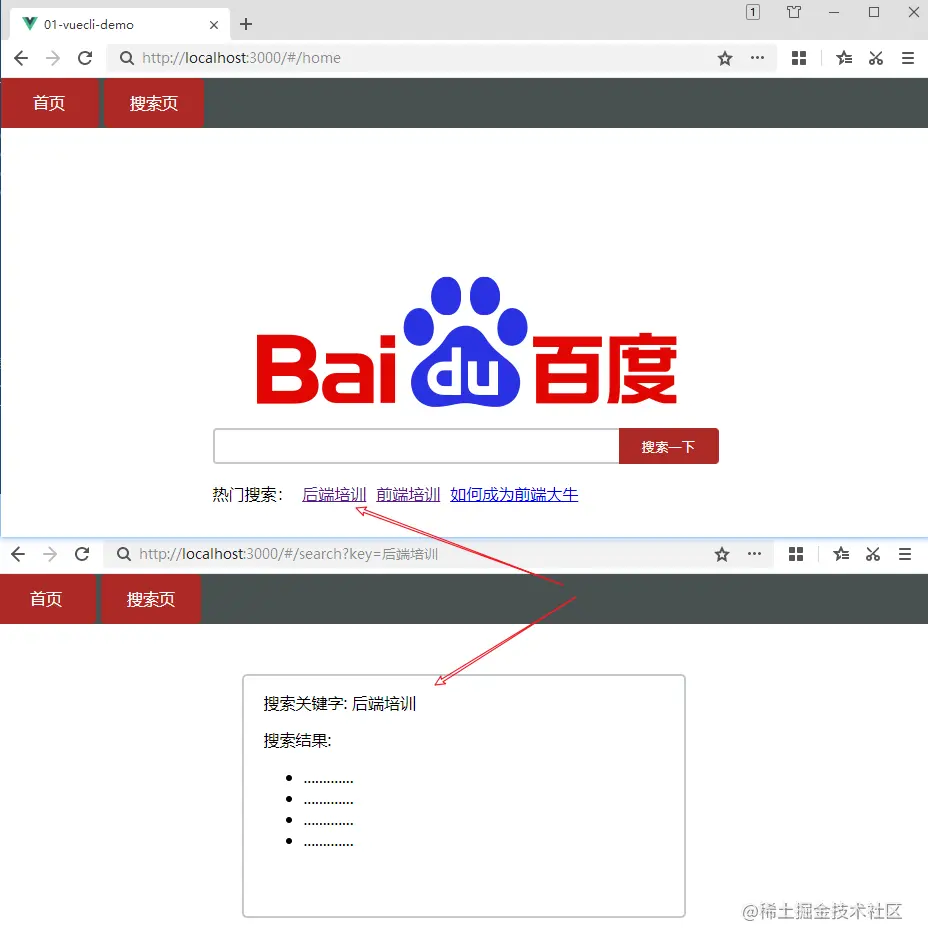 01-vuecli-demo
1
http://localhost:3000/#/home
首页 搜索页
Bai du 百度
搜索一下
热门搜索： 后端培训 前端培训 如何成为前端大牛
http://localhost:3000/#/search?key=后端培训
首页 搜索页
搜索关键字: 后端培训
搜索结果:
.............
.............
.............
.............
@稀土掘金技术社区